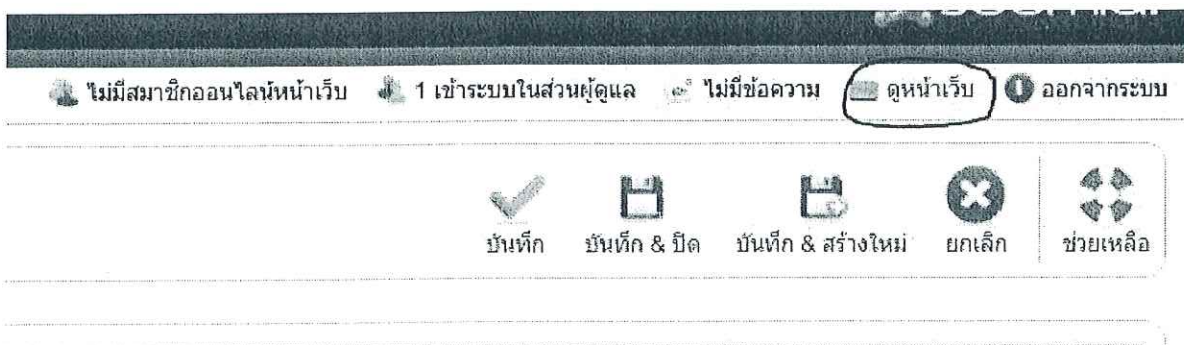 ไม่มีสมาชิกออนไลน์หน้าเว็บ 1 เข้าระบบในส่วนผู้ดูแล ไม่มีข้อความ ดูหน้าเว็บ ออกจากระบบ
บันทึก บันทึก & ปิด บันทึก & สร้างใหม่ ยกเลิก ช่วยเหลือ